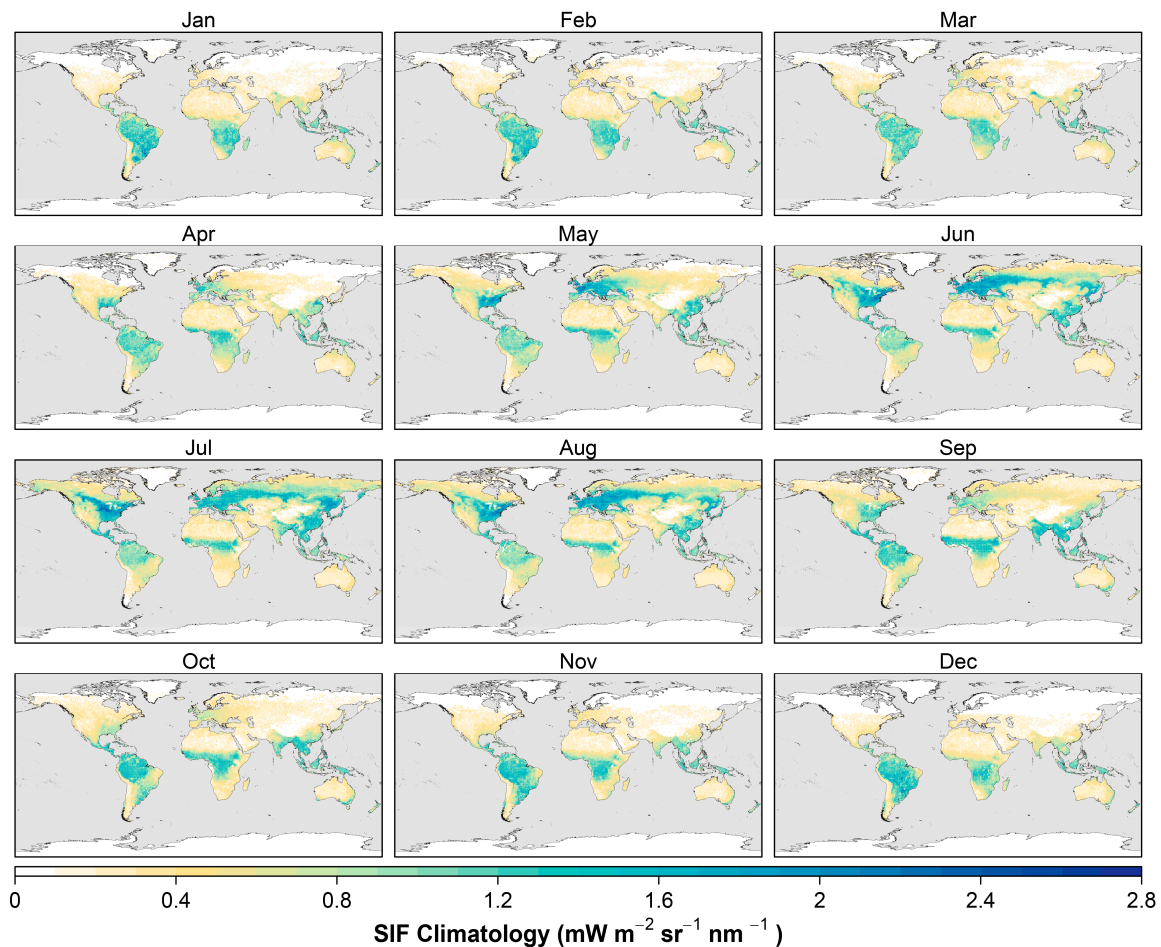 Jan Feb Mar
Apr May Jun
Jul Aug Sep
Oct Nov Dec
0 0.4 0.8 1.2 1.6 2 2.4 2.8
SIF Climatology (mW m⁻² sr⁻¹ nm ⁻¹ )